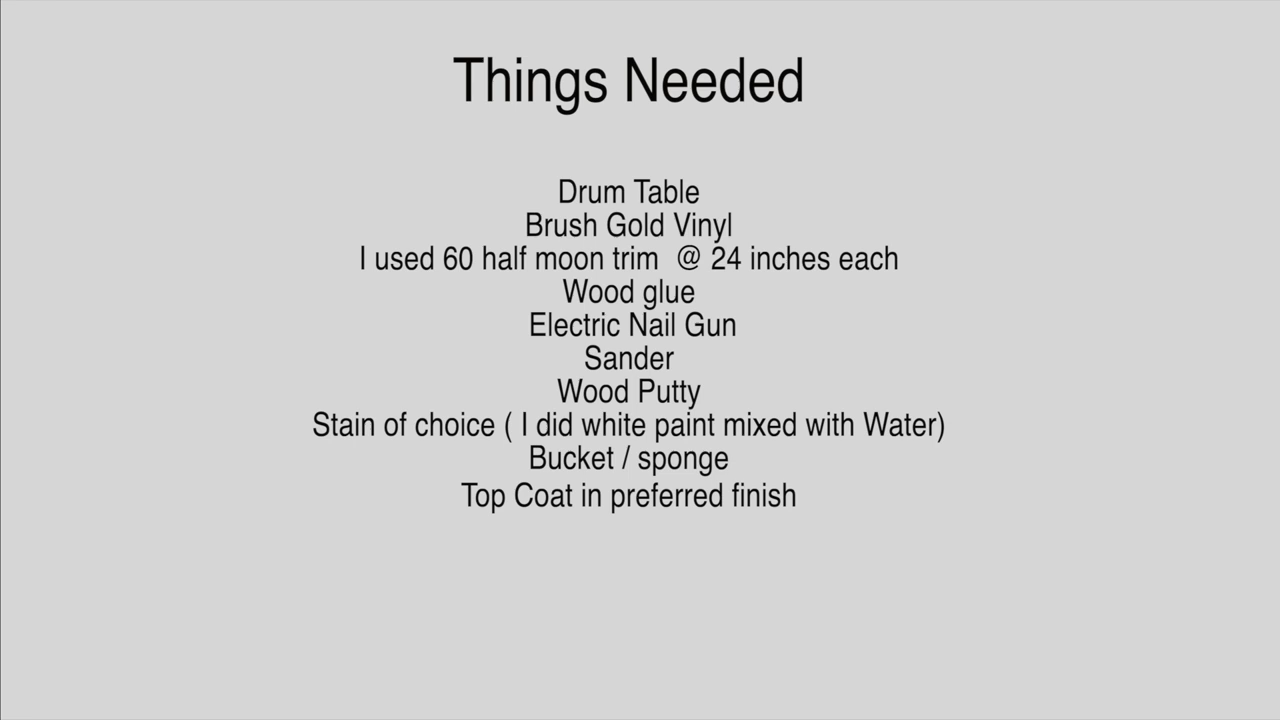 Things Needed
Drum Table
Brush Gold Vinyl
I used 60 half moon trim  @ 24 inches each
Wood glue
Electric Nail Gun
Sander
Wood Putty
Stain of choice ( I did white paint mixed with Water)
Bucket / sponge
Top Coat in preferred finish